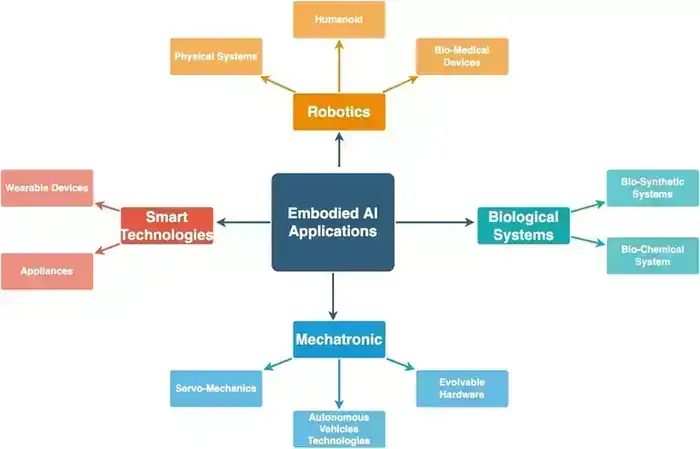 Humanoid
Physical Systems
Bio-Medical
Devices
Robotics
Wearable Devices
Smart
Technologies
Appliances
Embodied AI
Applications
Biological
Systems
Bio-Synthetic
Systems
Bio-Chemical
System
Mechatronic
Servo-Mechanics
Autonomous
Vehicles
Technologies
Evolvable
Hardware